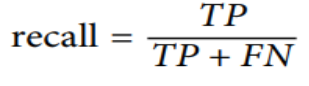 recall = TP / TP + FN